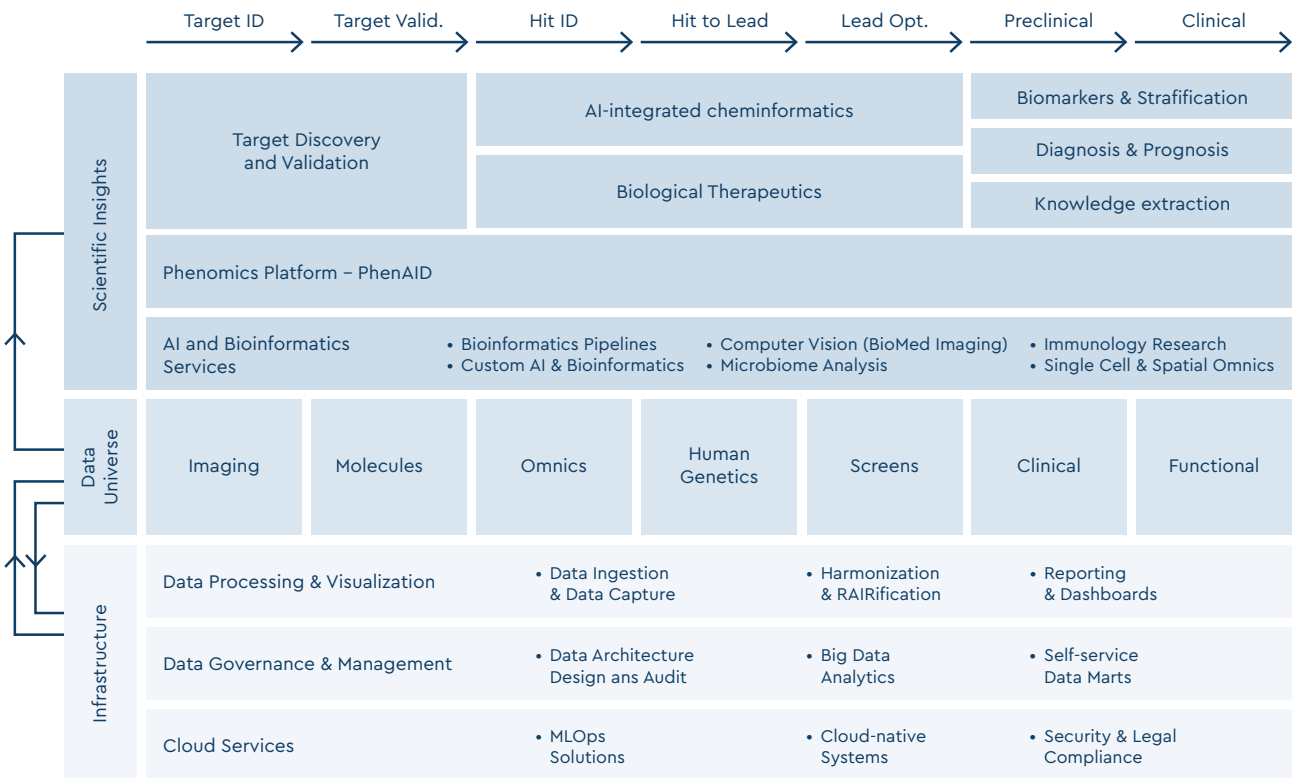 Target ID
Target Valid.
Hit ID
Hit to Lead
Lead Opt.
Preclinical
Clinical
Scientific Insights
Target Discovery
and Validation
AI-integrated cheminformatics
Biological Therapeutics
Biomarkers & Strafification
Diagnosis & Prognosis
Knowledge extraction
Phenomics Platform – PhenAID
AI and Bioinformatics
Services
• Bioinformatics Pipelines
• Custom AI & Bioinformatics
• Computer Vision (BioMed Imaging)
• Microbiome Analysis
• Immunology Research
• Single Cell & Spatial Omnics
Data
Universe
Imaging
Molecules
Omnics
Human
Genetics
Screens
Clinical
Functional
Infrastructure
Data Processing & Visualization
• Data Ingestion
& Data Capture
• Harmonization
& RAIRification
• Reporting
& Dashboards
Data Governance & Management
• Data Architecture
Design ans Audit
• Big Data
Analytics
• Self-service
Data Marts
Cloud Services
• MLOps
Solutions
• Cloud-native
Systems
• Security & Legal
Compliance